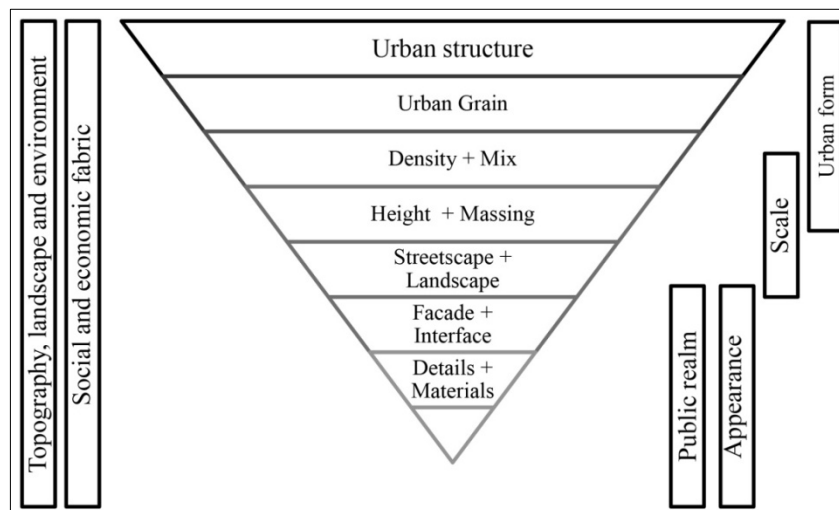 Topography, landscape and environment
Social and economic fabric
Urban structure
Urban Grain
Density + Mix
Height + Massing
Streetscape +
Landscape
Facade +
Interface
Details +
Materials
Public realm
Appearance
Scale
Urban form